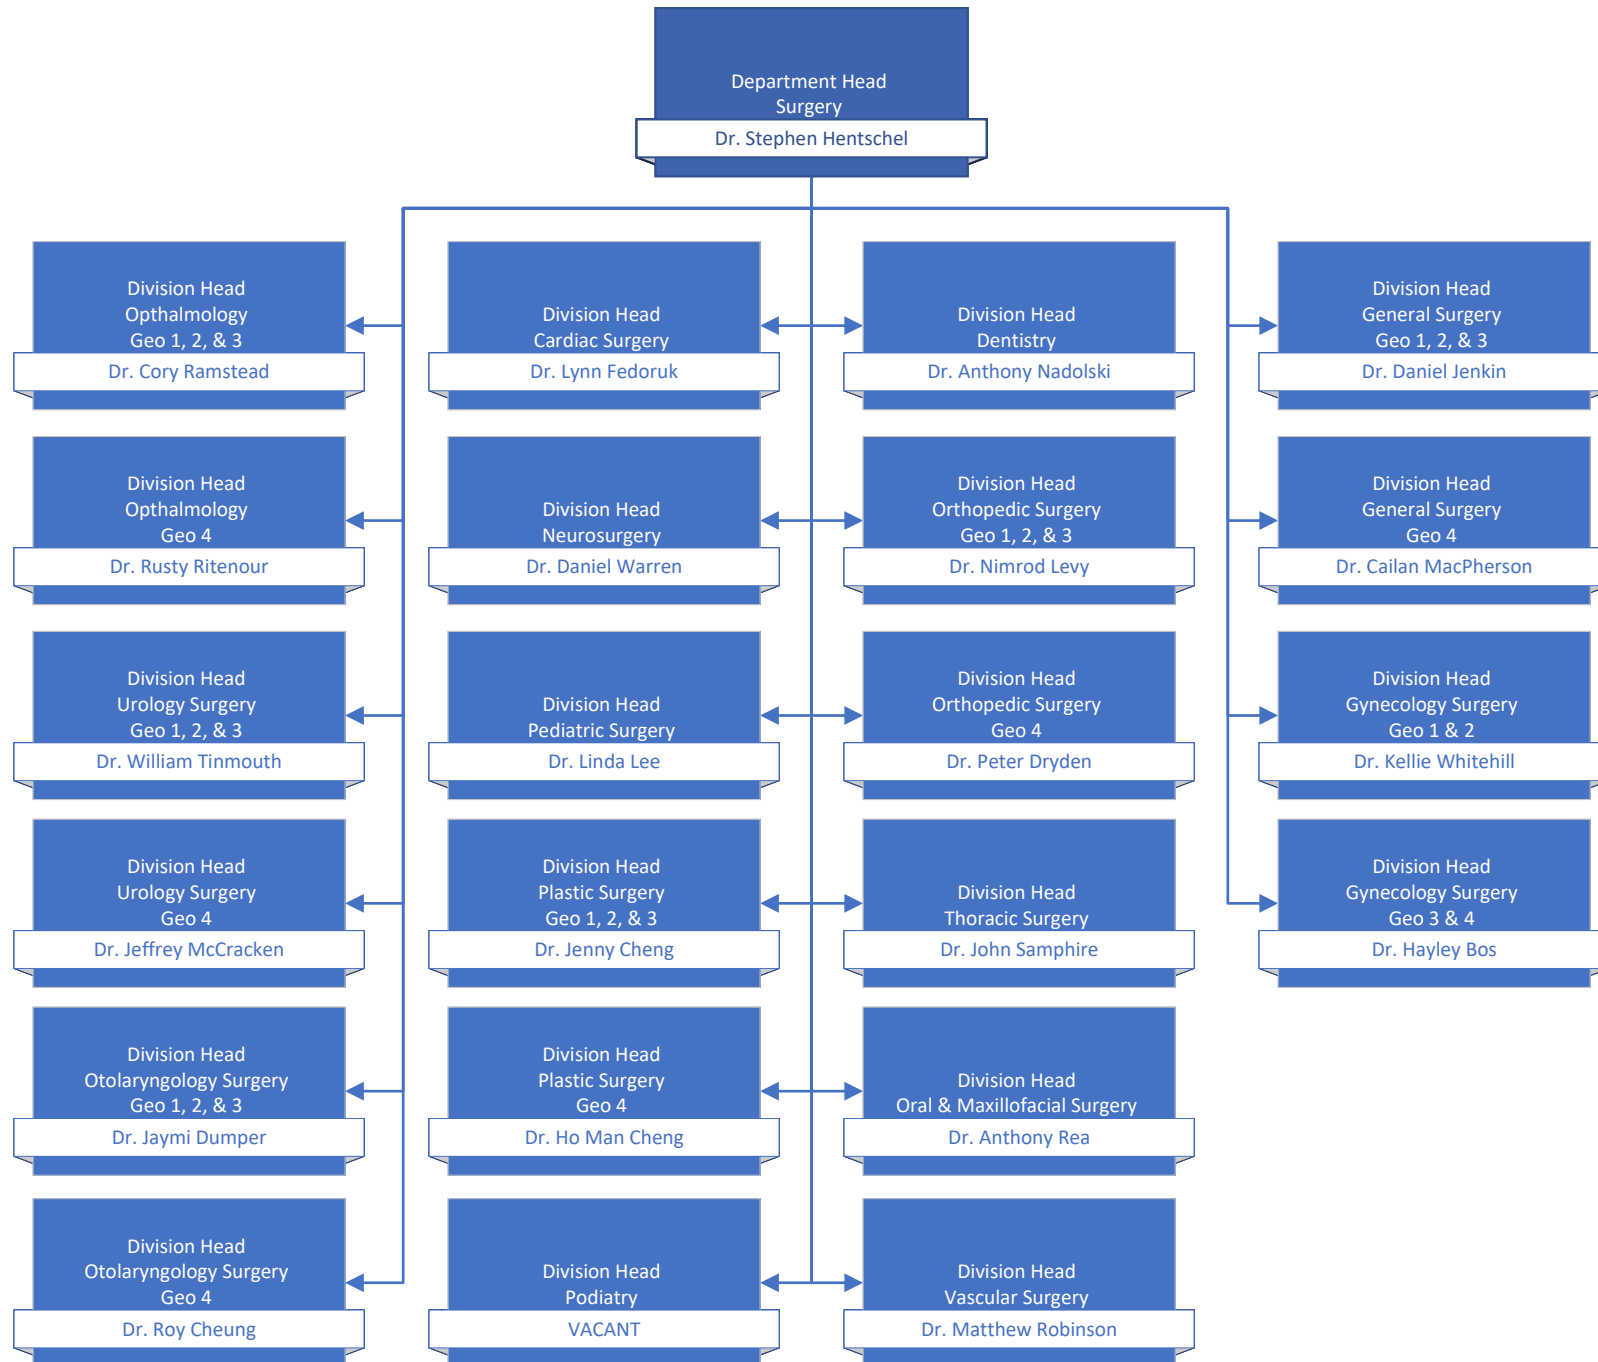 Department Head
Surgery
Dr. Stephen Hentschel
Division Head
Opthalmology
Geo 1, 2, & 3
Dr. Cory Ramstead
Division Head
Cardiac Surgery
Dr. Lynn Fedoruk
Division Head
Dentistry
Dr. Anthony Nadolski
Division Head
General Surgery
Geo 1, 2, & 3
Dr. Daniel Jenkin
Division Head
Opthalmology
Geo 4
Dr. Rusty Ritenour
Division Head
Neurosurgery
Dr. Daniel Warren
Division Head
Orthopedic Surgery
Geo 1, 2, & 3
Dr. Nimrod Levy
Division Head
General Surgery
Geo 4
Dr. Cailan MacPherson
Division Head
Urology Surgery
Geo 1, 2, & 3
Dr. William Tinmouth
Division Head
Pediatric Surgery
Dr. Linda Lee
Division Head
Orthopedic Surgery
Geo 4
Dr. Peter Dryden
Division Head
Gynecology Surgery
Geo 1 & 2
Dr. Kellie Whitehill
Division Head
Urology Surgery
Geo 4
Dr. Jeffrey McCracken
Division Head
Plastic Surgery
Geo 1, 2, & 3
Dr. Jenny Cheng
Division Head
Thoracic Surgery
Dr. John Samphire
Division Head
Gynecology Surgery
Geo 3 & 4
Dr. Hayley Bos
Division Head
Otolaryngology Surgery
Geo 1, 2, & 3
Dr. Jaymi Dumper
Division Head
Plastic Surgery
Geo 4
Dr. Ho Man Cheng
Division Head
Oral & Maxillofacial Surgery
Dr. Anthony Rea
Division Head
Otolaryngology Surgery
Geo 4
Dr. Roy Cheung
Division Head
Podiatry
VACANT
Division Head
Vascular Surgery
Dr. Matthew Robinson